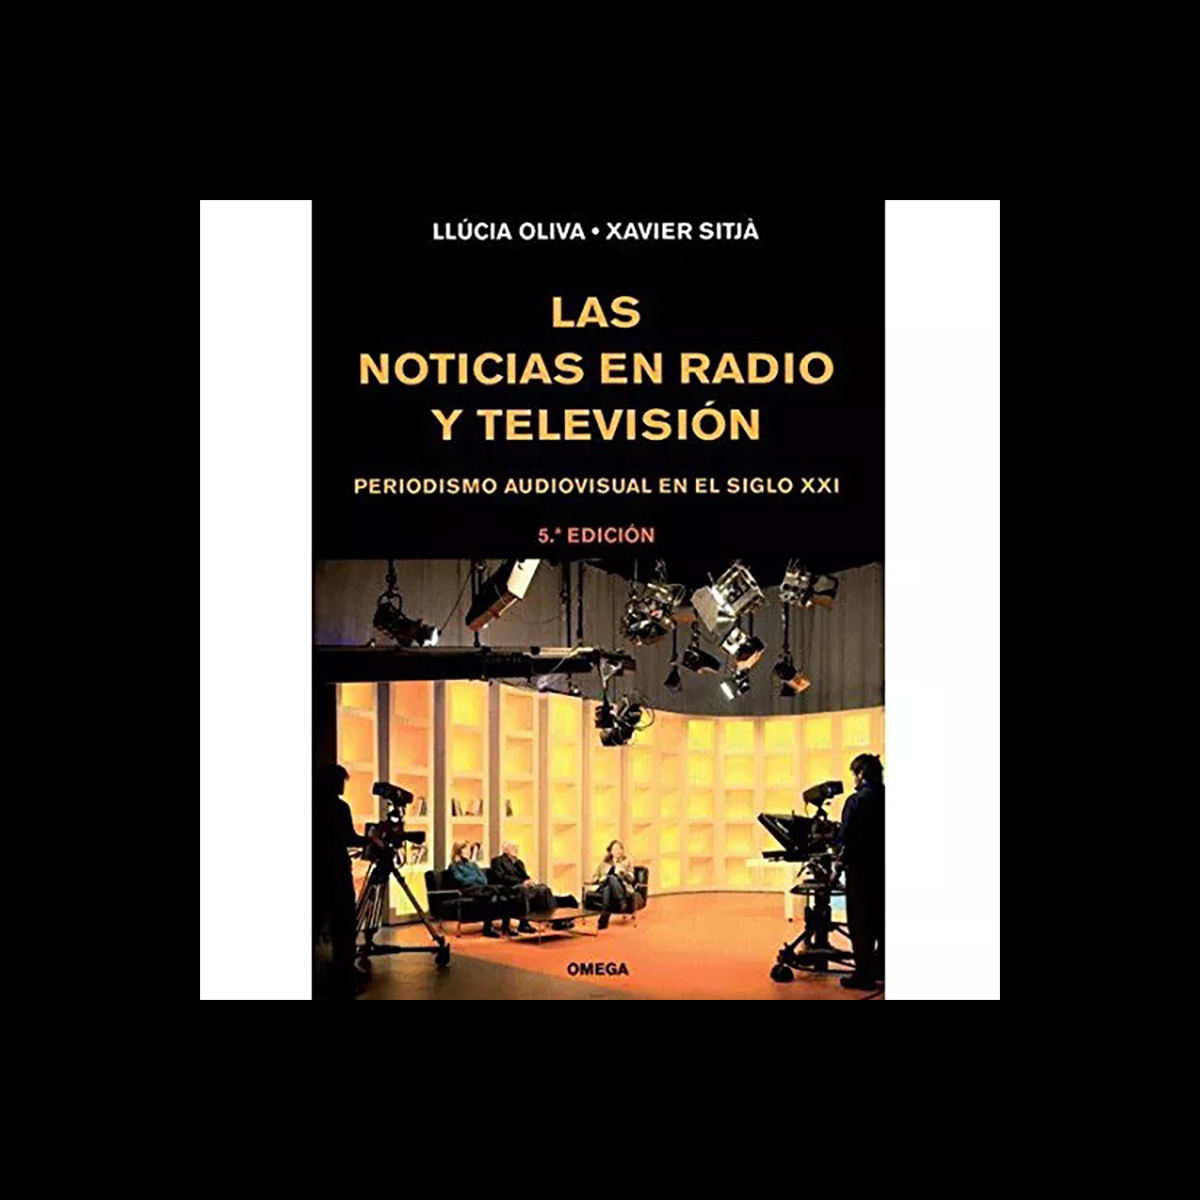 LLÚCIA OLIVA • XAVIER SITJÀ
LAS
NOTICIAS EN RADIO
Y TELEVISIÓN
PERIODISMO AUDIOVISUAL EN EL SIGLO XXI
5.ª EDICIÓN
OMEGA